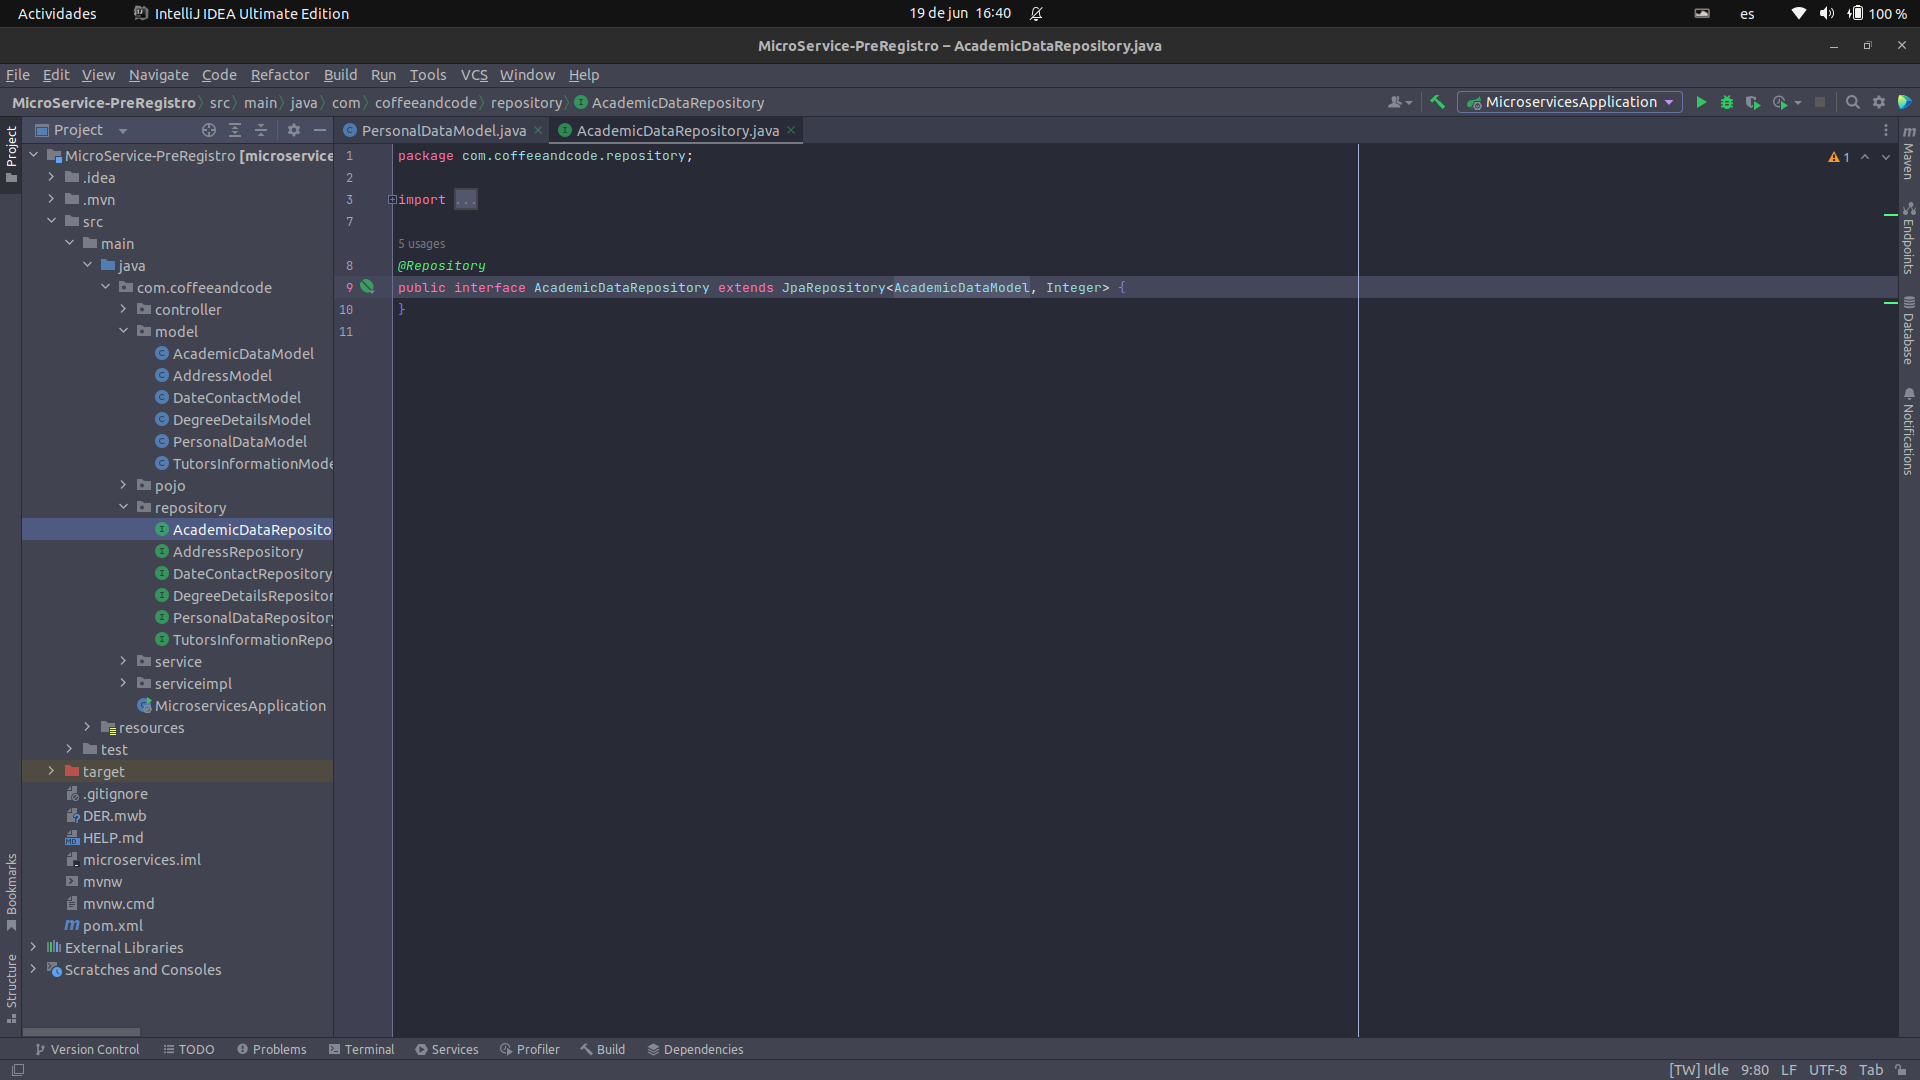 Actividades IntelliJ IDEA Ultimate Edition 19 de jun 16:40 es 100 %
MicroService-PreRegistro – AcademicDataRepository.java
File Edit View Navigate Code Refactor Build Run Tools VCS Window Help
MicroService-PreRegistro src main java com coffeeandcode repository AcademicDataRepository MicroservicesApplication
Project PersonalDataModel.java AcademicDataRepository.java
MicroService-PreRegistro [microservice
.idea
.mvn
src
main
java
com.coffeeandcode
controller
model
AcademicDataModel
AddressModel
DateContactModel
DegreeDetailsModel
PersonalDataModel
TutorsInformationMode
pojo
repository
AcademicDataReposito
AddressRepository
DateContactRepository
DegreeDetailsRepositor
PersonalDataRepository
TutorsInformationRepo
service
serviceimpl
MicroservicesApplication
resources
test
target
.gitignore
DER.mwb
HELP.md
microservices.iml
mvnw
mvnw.cmd
pom.xml
External Libraries
Scratches and Consoles
1 package com.coffeeandcode.repository;
2
3 import ...
7
5 usages
8 @Repository
9 public interface AcademicDataRepository extends JpaRepository<AcademicDataModel, Integer> {
10 }
11
1
Project
Bookmarks
Structure
Maven
Endpoints
Database
Notifications
Version Control TODO Problems Terminal Services Profiler Build Dependencies
[TW] Idle 9:80 LF UTF-8 Tab